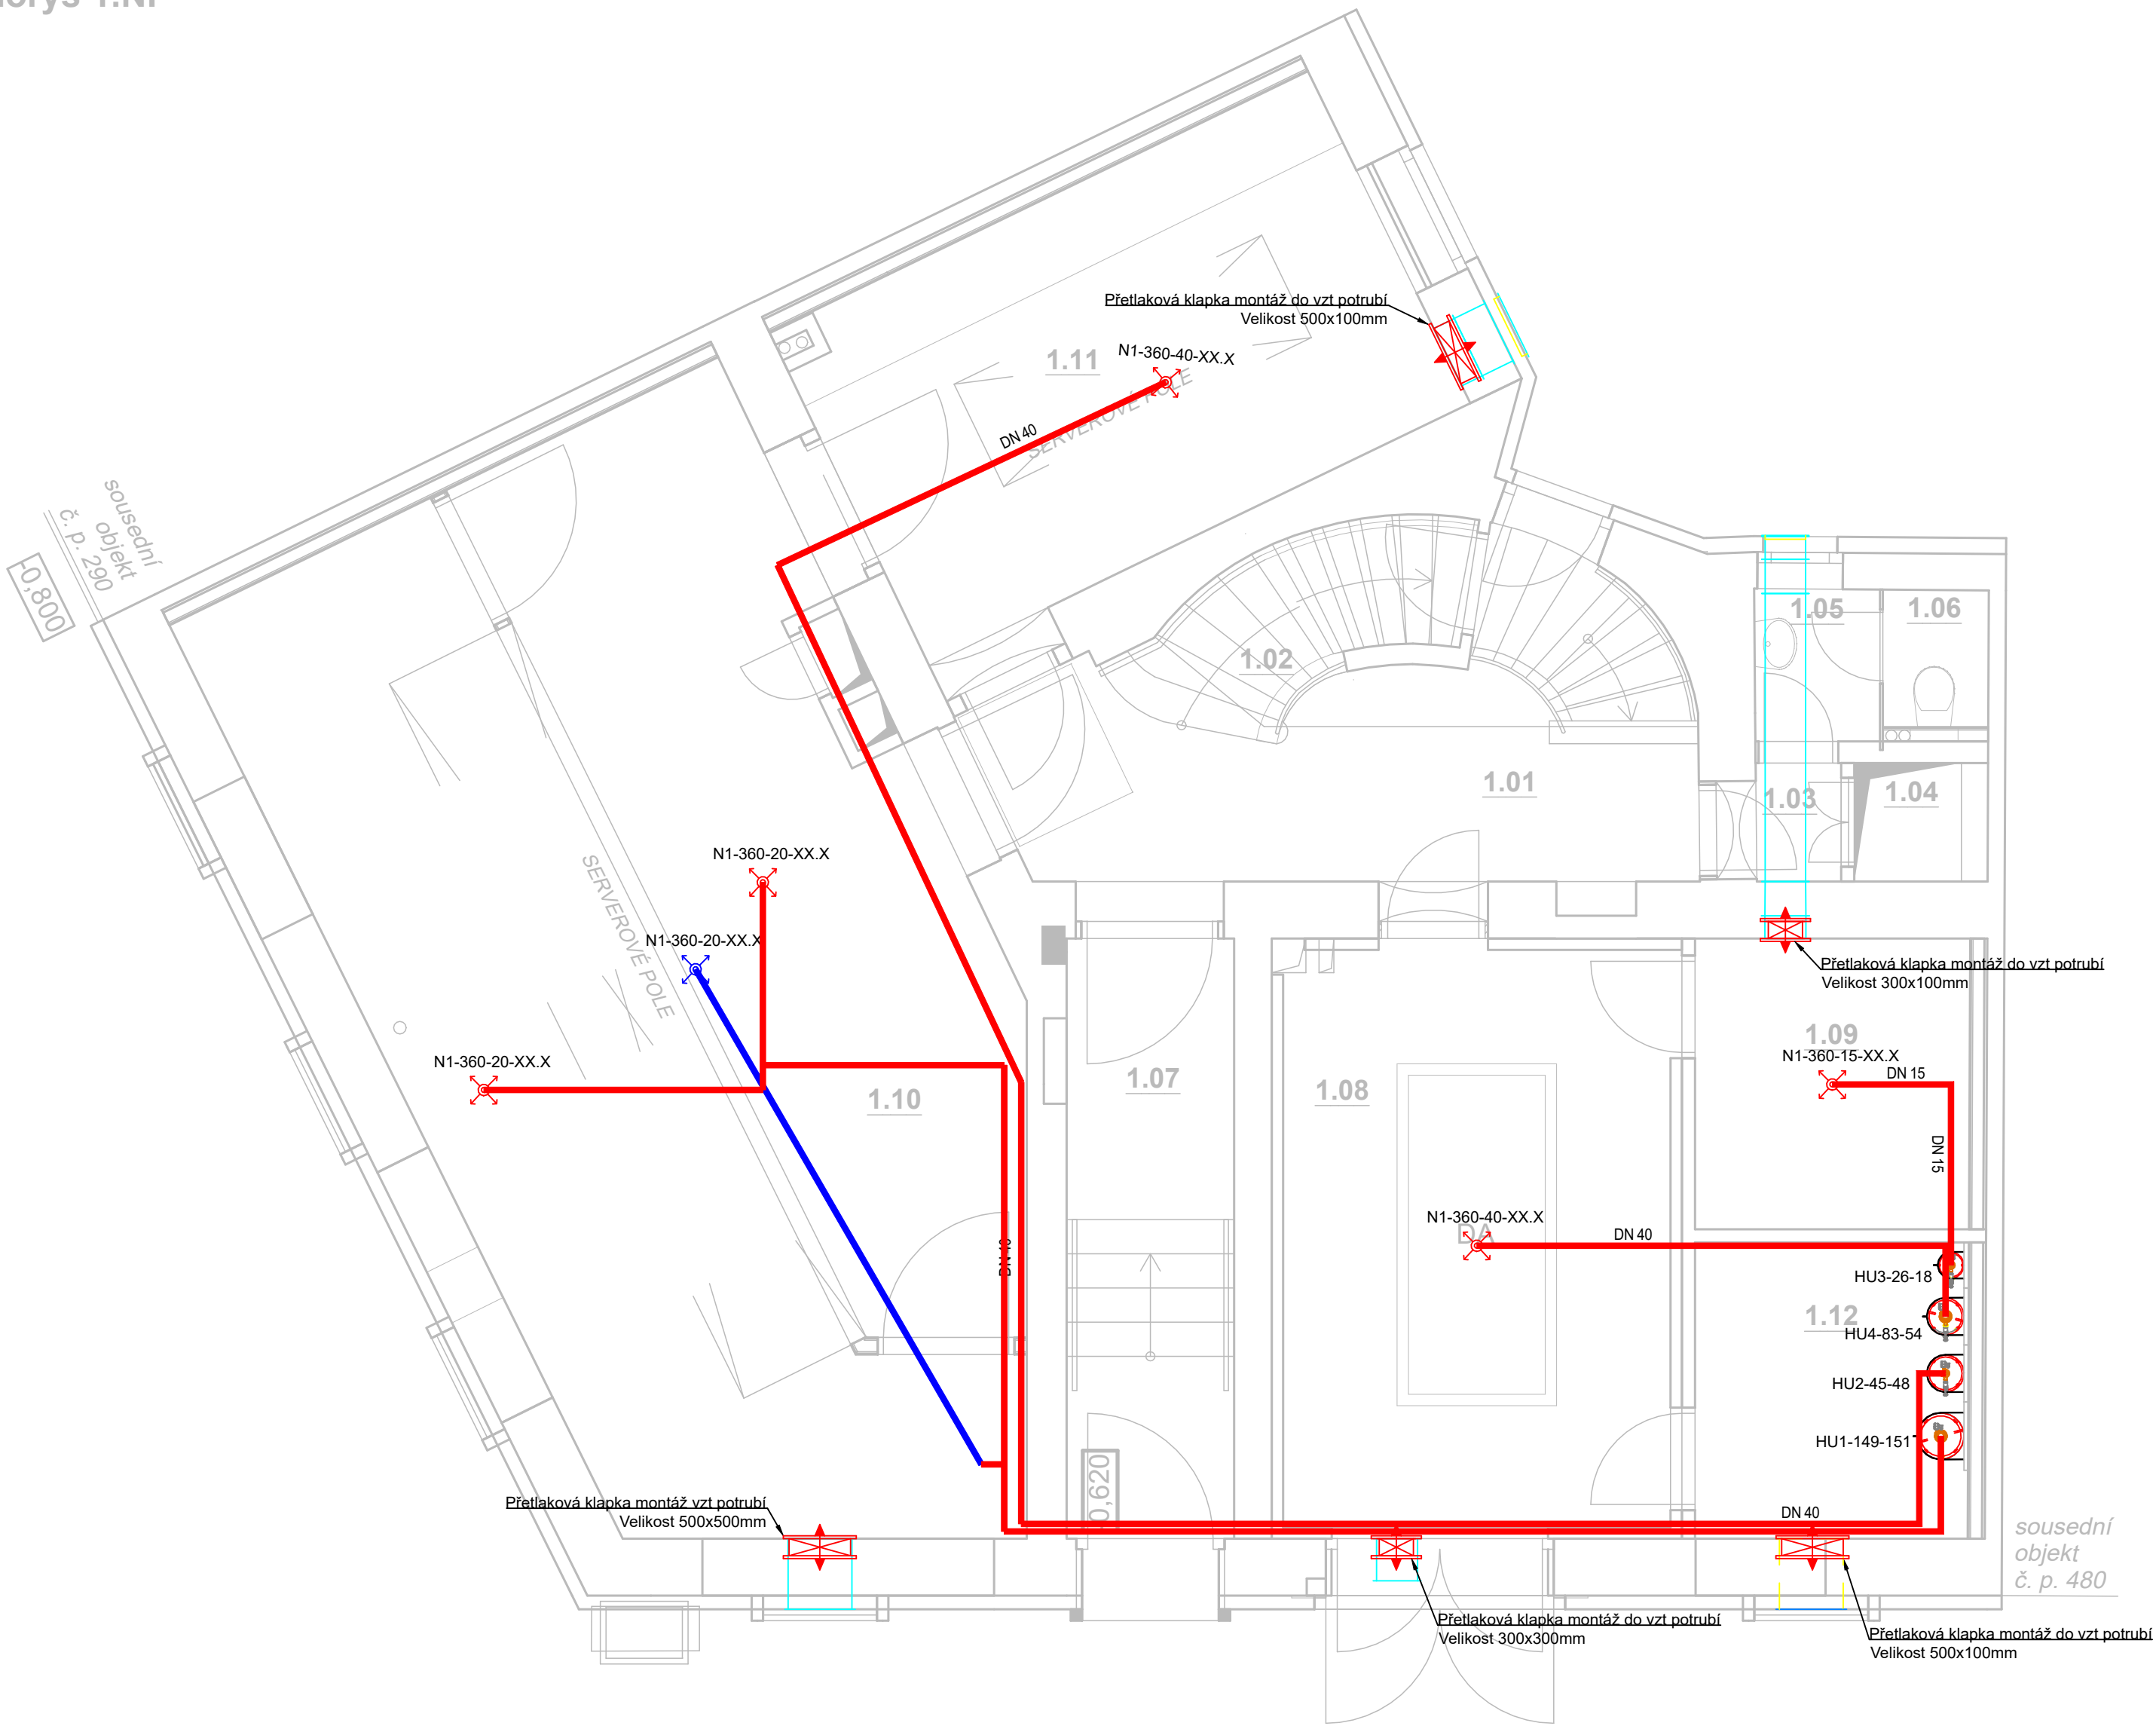 Přetlaková klapka montáž do vzt potrubí
Velikost 500x100mm
1.11
N1-360-40-XX.X
SERVEROVÉ POLE
DN 40
sousední
objekt
č. p. 290
-0,800
1.05
1.06
1.02
1.01
1.03
1.04
N1-360-20-XX.X
SERVEROVÉ POLE
N1-360-20-XX.X
Přetlaková klapka montáž do vzt potrubí
Velikost 300x100mm
1.09
N1-360-15-XX.X
DN 15
N1-360-20-XX.X
1.10
1.07
1.08
DN 15
N1-360-40-XX.X
DA
DN 40
DN 40
HU3-26-18
1.12
HU4-83-54
HU2-45-48
HU1-149-151
0,620
Přetlaková klapka montáž vzt potrubí
Velikost 500x500mm
DN 40
sousední
objekt
č. p. 480
Přetlaková klapka montáž do vzt potrubí
Velikost 300x300mm
Přetlaková klapka montáž do vzt potrubí
Velikost 500x100mm